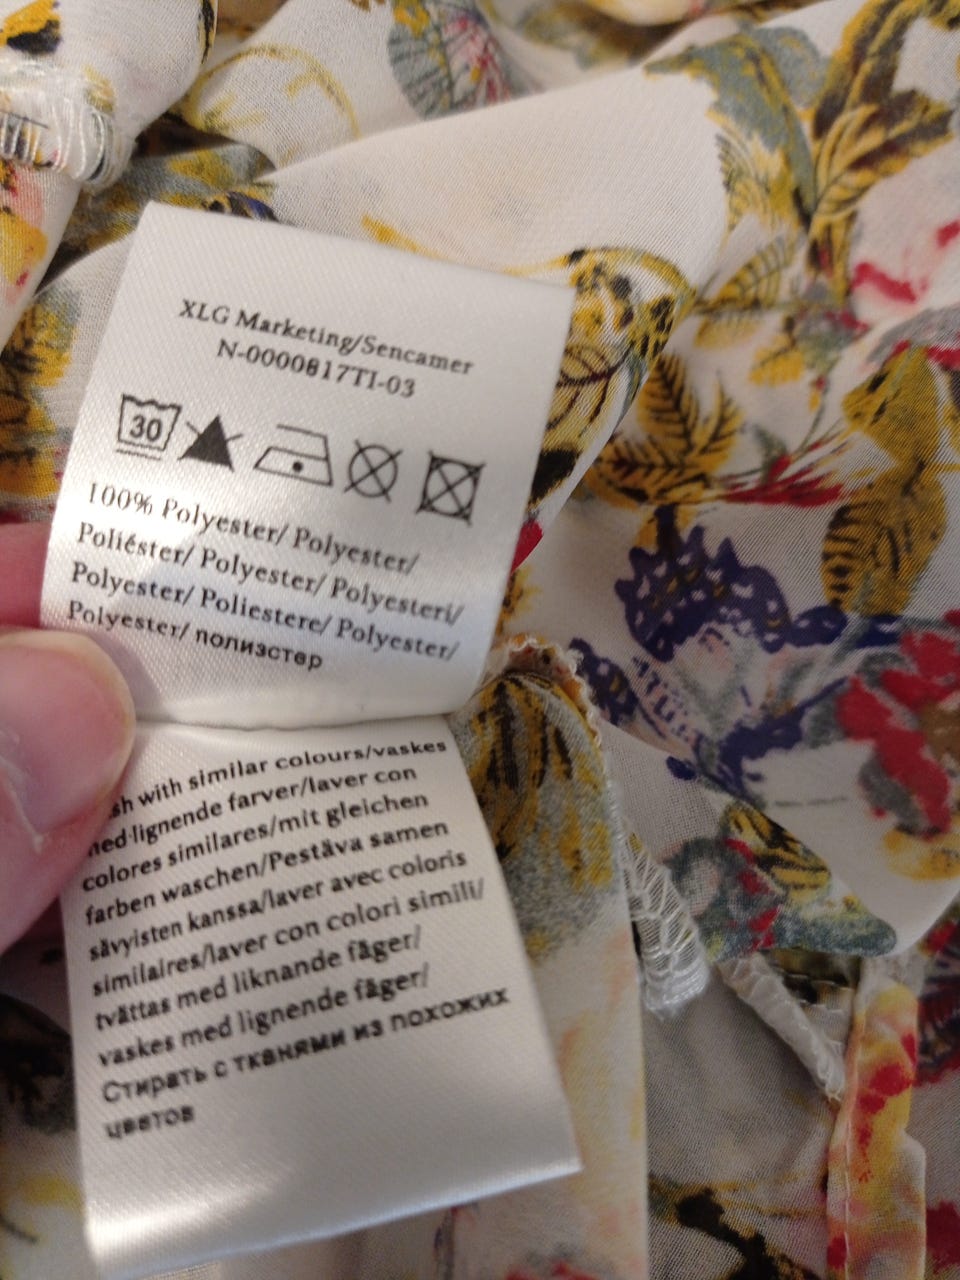 XLG Marketing/Sencamer
N-0000817TI-03
30
100% Polyester/ Polyester/
Poliéster/ Polyester/ Polyesteri/
Polyester/ Poliestere/ Polyester/
Polyester/ полиэстер
sh with similar colours/vaskes
med lignende farver/laver con
colores similares/mit gleichen
farben waschen/Pestäva samen
sävyisten kanssa/laver avec coloris
similaires/laver con colori simili/
tvättas med liknande fäger/
vaskes med lignende fäger/
Стирать с тканями из похожих
цветов